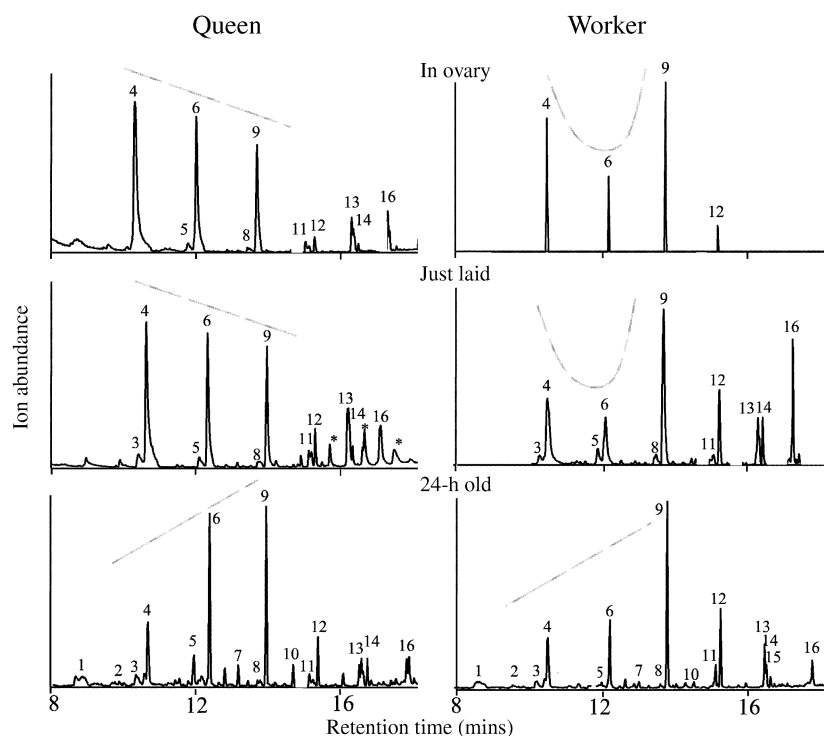 Queen Worker
In ovary
4 6 9 5 8 11 12 13 14 16
4 6 9 12
Just laid
3 4 5 6 8 9 11 12 * 13 14 * 16 *
3 4 5 6 8 9 11 12 13 14 16
24-h old
1 2 3 4 5 6 7 8 9 10 11 12 13 14 16
1 2 3 4 5 6 7 8 9 10 11 12 13 14 15 16
Ion abundance
8 12 16 8 12 16
Retention time (mins)